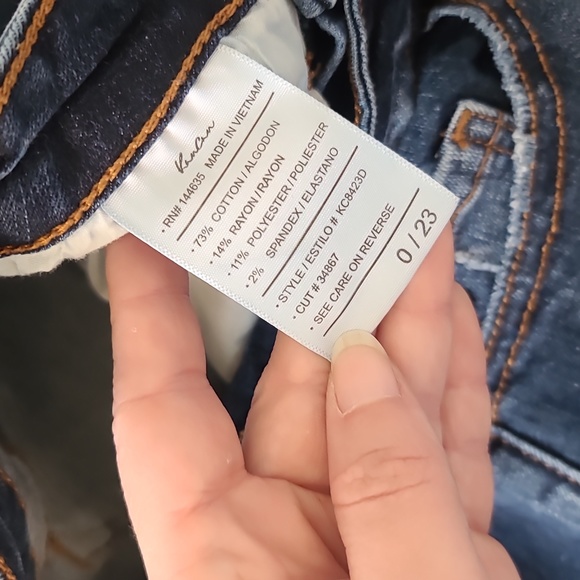 KanCan
· RN# 144635 MADE IN VIETNAM
· 73% COTTON / ALGODON
· 14% RAYON / RAYON
· 11% POLYESTER / POLIESTER
· 2% SPANDEX / ELASTANO
· STYLE / ESTILO # KC8423D
· CUT # 34867
· SEE CARE ON REVERSE
0 / 23